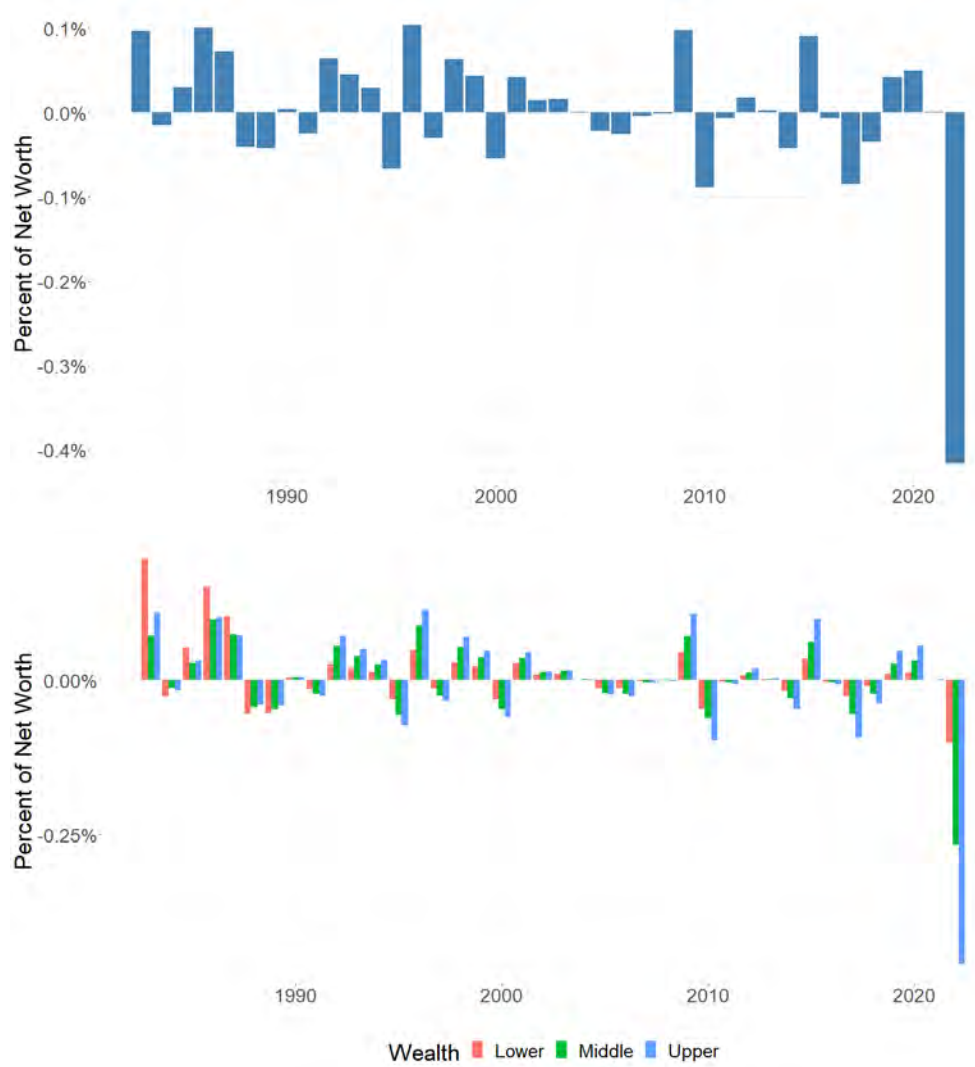 0.1%
0.0%
-0.1%
-0.2%
-0.3%
-0.4%
Percent of Net Worth
1990 2000 2010 2020
0.00%
-0.25%
Percent of Net Worth
1990 2000 2010 2020
Wealth Lower Middle Upper